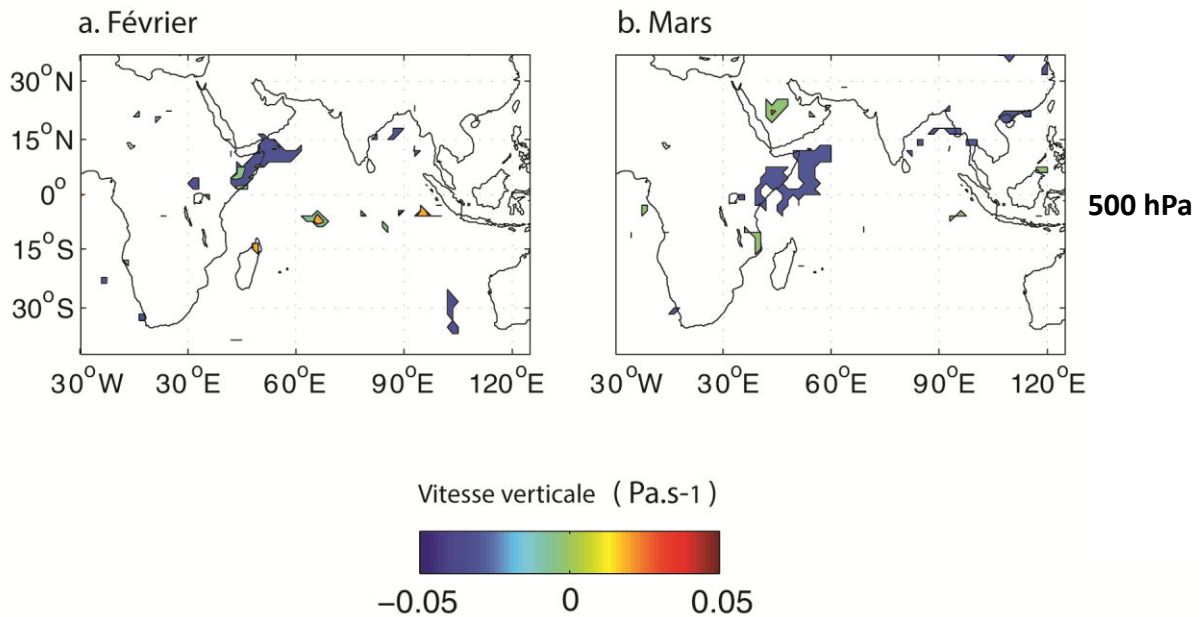 a. Février
b. Mars
30°N
15°N
0°
15°S
30°S
30°W
30°E
60°E
90°E
120°E
30°W
30°E
60°E
90°E
120°E
500 hPa
Vitesse verticale ( Pa.s-1 )
−0.05
0
0.05